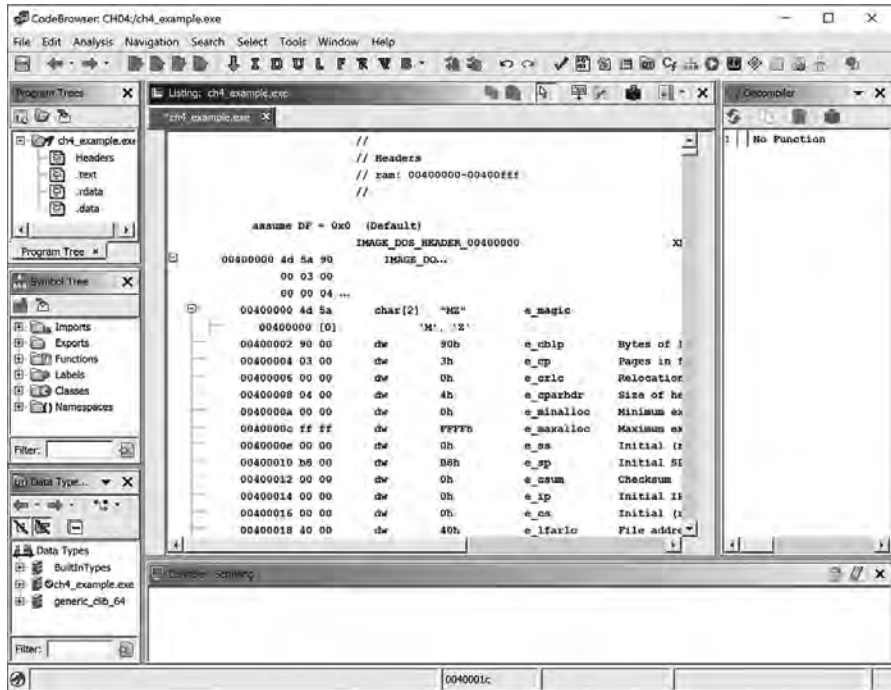 CodeBrowser: CH04:/ch4_example.exe
File Edit Analysis Navigation Search Select Tools Window Help
I D U L F R V B
Program Trees
ch4_example.exe
Headers
.text
.rdata
.data
Program Tree ×
Symbol Tree
Imports
Exports
Functions
Labels
Classes
Namespaces
Filter:
Data Type...
Data Types
BuiltInTypes
ch4_example.exe
generic_clib_64
Filter:
Listing: ch4_example.exe
*ch4_example.exe
//
// Headers
// ram: 00400000-00400fff
//
assume DF = 0x0 (Default)
IMAGE_DOS_HEADER_00400000
00400000 4d 5a 90 IMAGE_DO...
00 03 00
00 00 04 ...
00400000 4d 5a char[2] "MZ" e_magic
00400000 [0] 'M', 'Z'
00400002 90 00 dw 90h e_cblp Bytes of
00400004 03 00 dw 3h e_cp Pages in f
00400006 00 00 dw 0h e_crlc Relocation
00400008 04 00 dw 4h e_cparhdr Size of he
0040000a 00 00 dw 0h e_minalloc Minimum ex
0040000c ff ff dw FFFFh e_maxalloc Maximum ex
0040000e 00 00 dw 0h e_ss Initial (r
00400010 b8 00 dw B8h e_sp Initial SP
00400012 00 00 dw 0h e_csum Checksum
00400014 00 00 dw 0h e_ip Initial IP
00400016 00 00 dw 0h e_cs Initial (r
00400018 40 00 dw 40h e_lfarlc File addre
Decompiler
1 No Function
Console - Scripting
0040001c